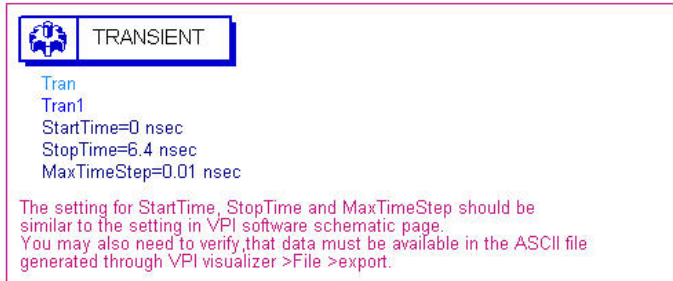 TRANSIENT
Tran
Tran1
StartTime=0 nsec
StopTime=6.4 nsec
MaxTimeStep=0.01 nsec
The setting for StartTime, StopTime and MaxTimeStep should be
similar to the setting in VPI software schematic page.
You may also need to verify,that data must be available in the ASCII file
generated through VPI visualizer >File >export.